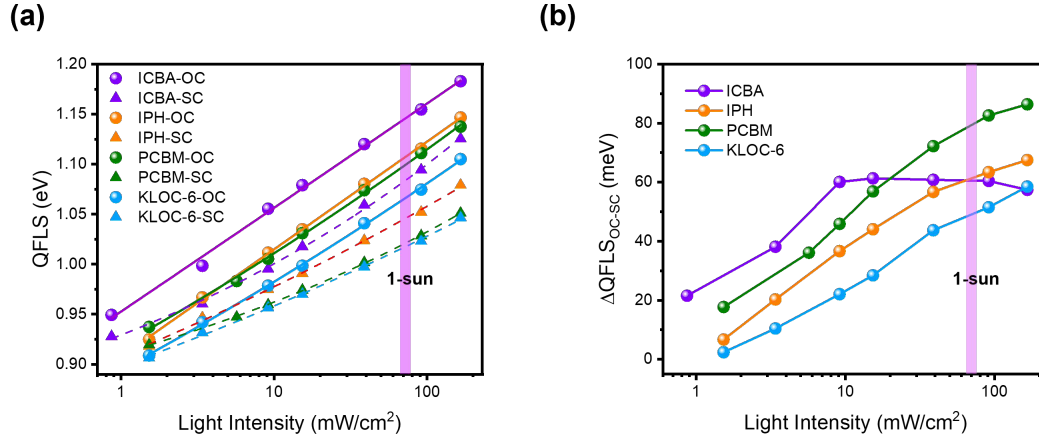 (a)
1.20
1.15
1.10
1.05
1.00
0.95
0.90
QFLS (eV)
ICBA-OC
ICBA-SC
IPH-OC
IPH-SC
PCBM-OC
PCBM-SC
KLOC-6-OC
KLOC-6-SC
1-sun
1
10
100
Light Intensity (mW/cm²)
(b)
100
80
60
40
20
0
ΔQFLS_OC-SC (meV)
ICBA
IPH
PCBM
KLOC-6
1-sun
1
10
100
Light Intensity (mW/cm²)